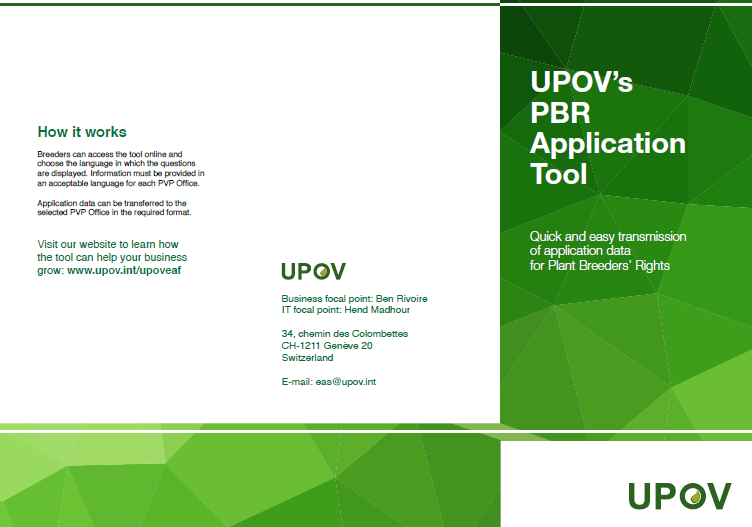 How it works
Breeders can access the tool online and
choose the language in which the questions
are displayed. Information must be provided in
an acceptable language for each PVP Office.
Application data can be transferred to the
selected PVP Office in the required format.
Visit our website to learn how
the tool can help your business
grow: www.upov.int/upoveaf
UPOV
Business focal point: Ben Rivoire
IT focal point: Hend Madhour
34, chemin des Colombettes
CH-1211 Genève 20
Switzerland
E-mail: eas@upov.int
UPOV's
PBR
Application
Tool
Quick and easy transmission
of application data
for Plant Breeders' Rights
UPOV